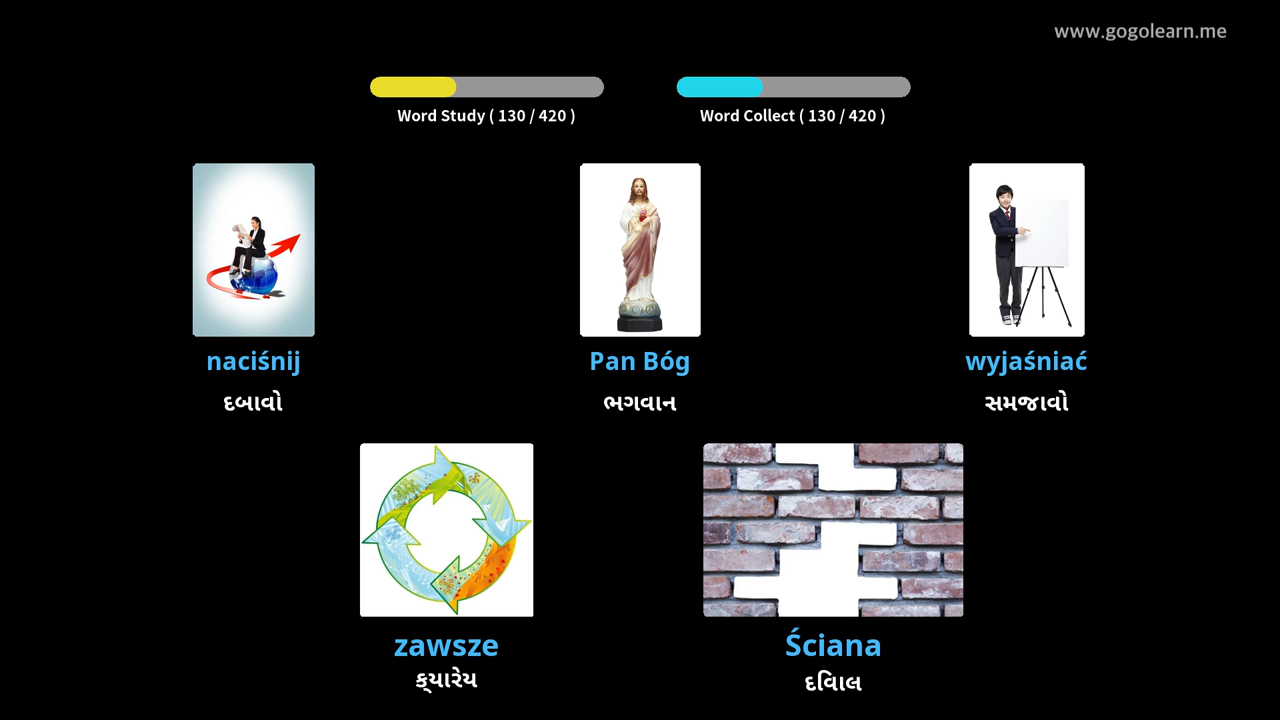 www.gogolearn.me
Word Study ( 130 / 420 )
Word Collect ( 130 / 420 )
naciśnij
Pan Bóg
wyjaśniać
દબાવો
ભગવાન
સમજાવો
zawsze
Ściana
ક્યારેય
દિવાલ